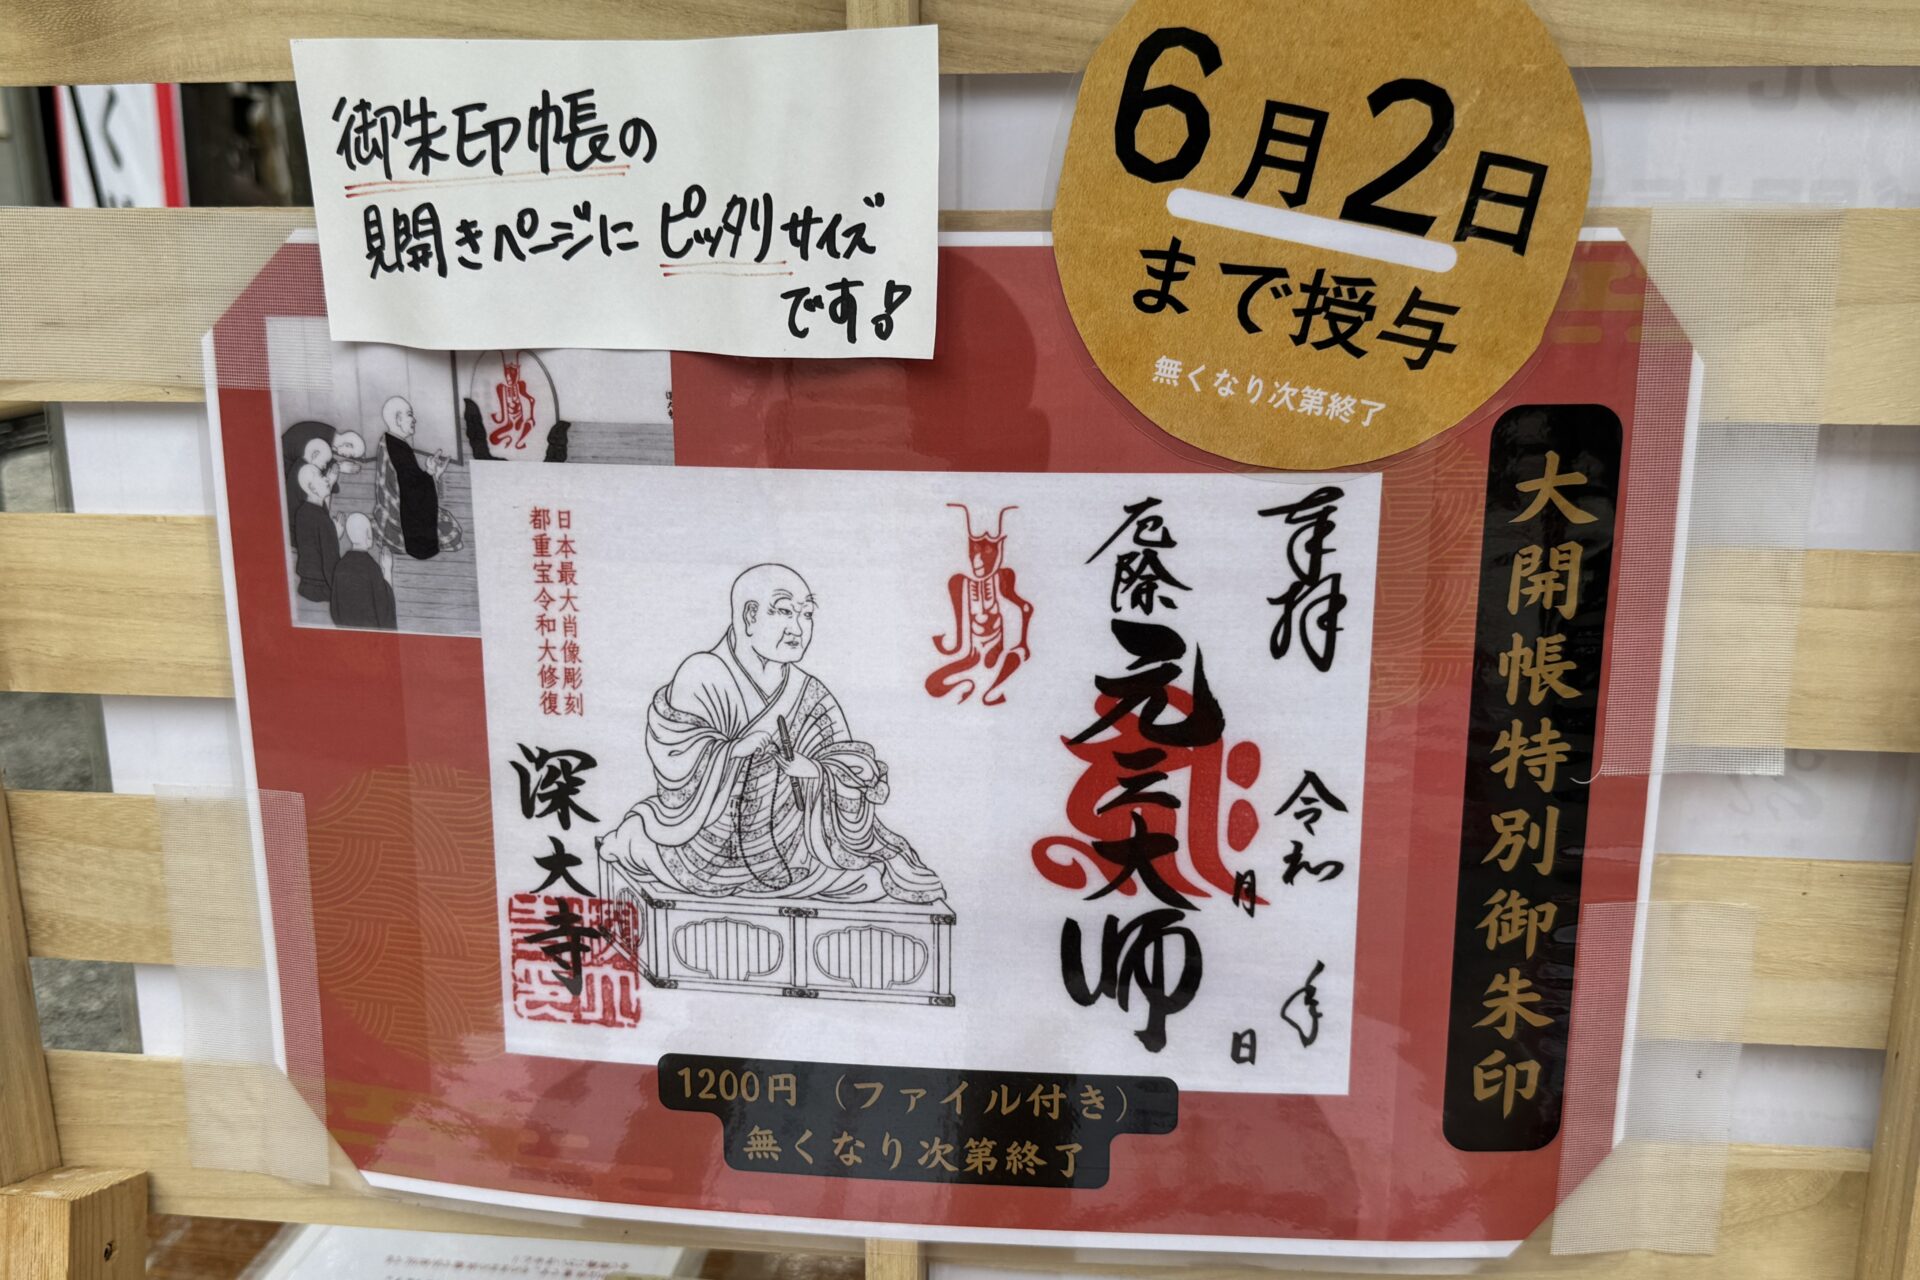 御朱印帳の
見開きページにピッタリサイズ
です!
6月2日
まで授与
無くなり次第終了
大開帳特別御朱印
奉拝
令和 年
月 日
厄除
元三大師
日本最大肖像彫刻
都重宝令和大修復
深大寺
1200円（ファイル付き）
無くなり次第終了